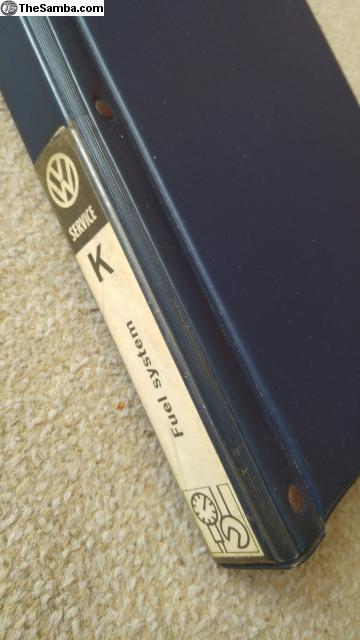 TheSamba.com
VW
SERVICE
K
Fuel system